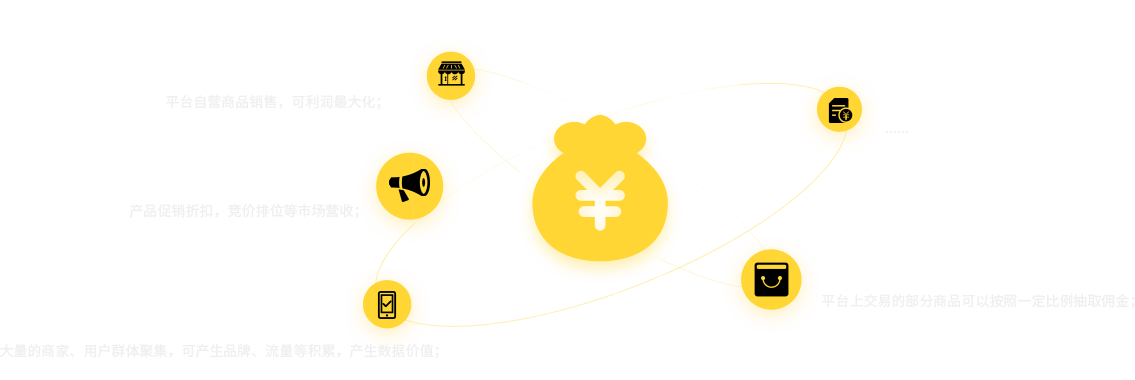 平台自营商品销售，可利润最大化；
¥
......
¥
产品促销折扣，竞价排位等市场营收；
平台上交易的部分商品可以按照一定比例抽取佣金；
大量的商家、用户群体聚集，可产生品牌、流量等积累，产生数据价值；